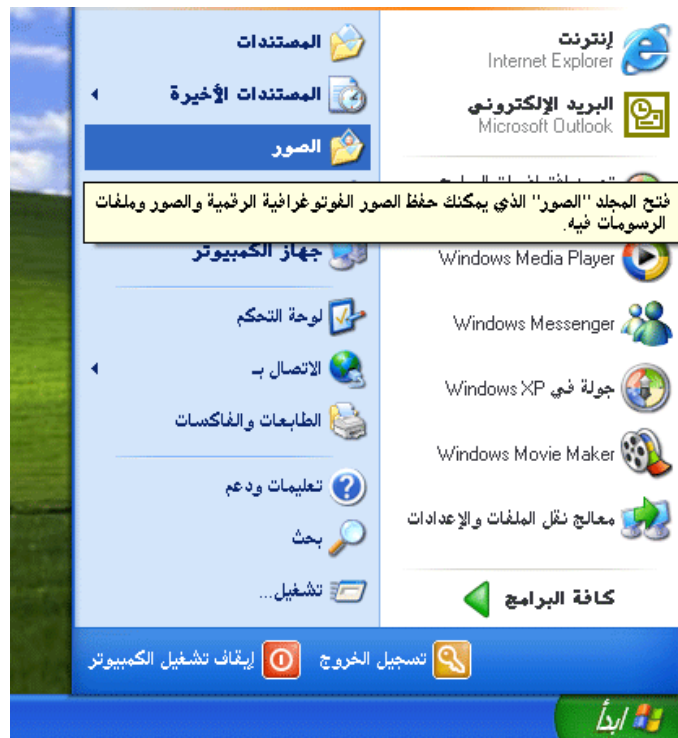 إنترنت
Internet Explorer
البريد الإلكتروني
Microsoft Outlook
Windows Media Player
Windows Messenger
جولة في Windows XP
Windows Movie Maker
معالج نقل الملفات والإعدادات
كافة البرامج
المستندات
المستندات الأخيرة
الصور
فتح المجلد "الصور" الذي يمكنك حفظ الصور الفوتوغرافية الرقمية والصور وملفات
الرسومات فيه.
جهاز الكمبيوتر
لوحة التحكم
الاتصال بـ
الطابعات والفاكسات
تعليمات ودعم
بحث
تشغيل...
تسجيل الخروج
إيقاف تشغيل الكمبيوتر
ابدأ